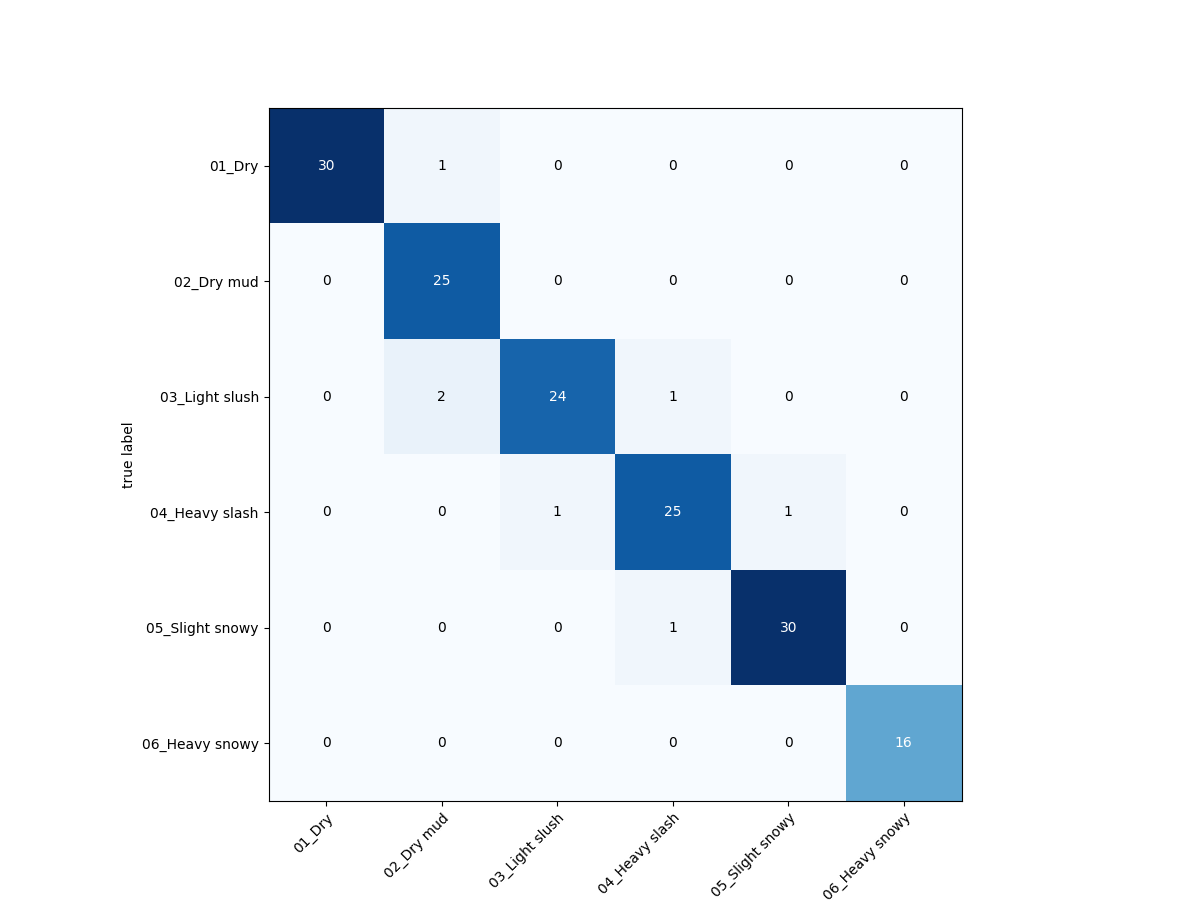 01_Dry 30 1 0 0 0 0
02_Dry mud 0 25 0 0 0 0
03_Light slush 0 2 24 1 0 0
true label
04_Heavy slash 0 0 1 25 1 0
05_Slight snowy 0 0 0 1 30 0
06_Heavy snowy 0 0 0 0 0 16
01_Dry 02_Dry mud 03_Light slush 04_Heavy slash 05_Slight snowy 06_Heavy snowy